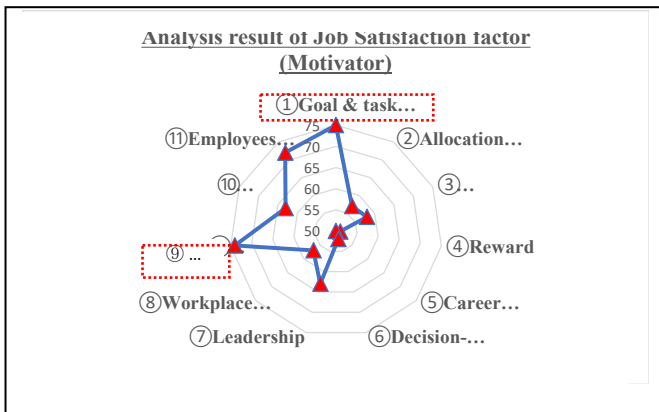 Analysis result of Job Satisfaction factor
(Motivator)
①Goal & task…
②Allocation…
③…
④Reward
⑤Career…
⑥Decision-…
⑦Leadership
⑧Workplace…
⑨ …
⑩…
⑪Employees…
75
70
65
60
55
50